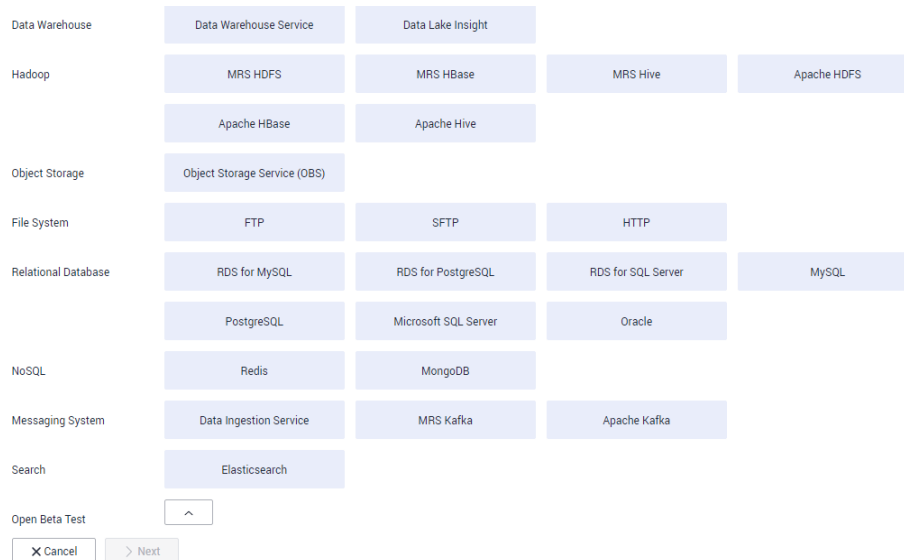 Data Warehouse Data Warehouse Service Data Lake Insight
Hadoop MRS HDFS MRS HBase MRS Hive Apache HDFS
Apache HBase Apache Hive
Object Storage Object Storage Service (OBS)
File System FTP SFTP HTTP
Relational Database RDS for MySQL RDS for PostgreSQL RDS for SQL Server MySQL
PostgreSQL Microsoft SQL Server Oracle
NoSQL Redis MongoDB
Messaging System Data Ingestion Service MRS Kafka Apache Kafka
Search Elasticsearch
Open Beta Test
Cancel Next